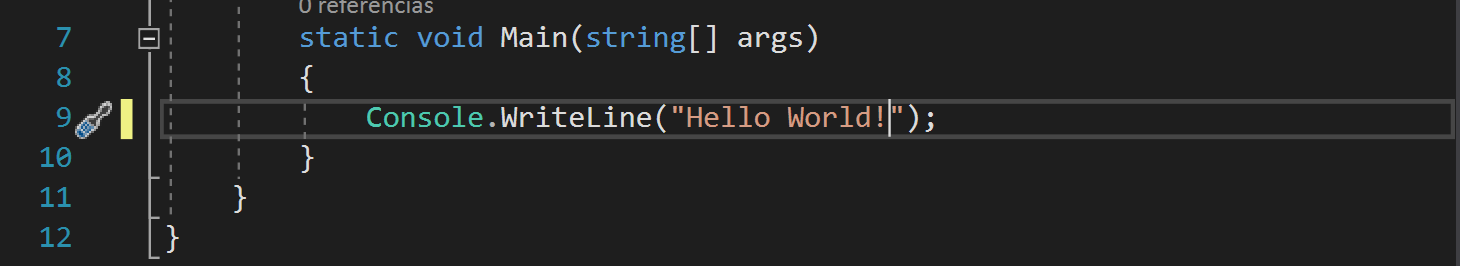 0 referencias
7 static void Main(string[] args)
8 {
9 Console.WriteLine("Hello World!");
10 }
11 }
12 }